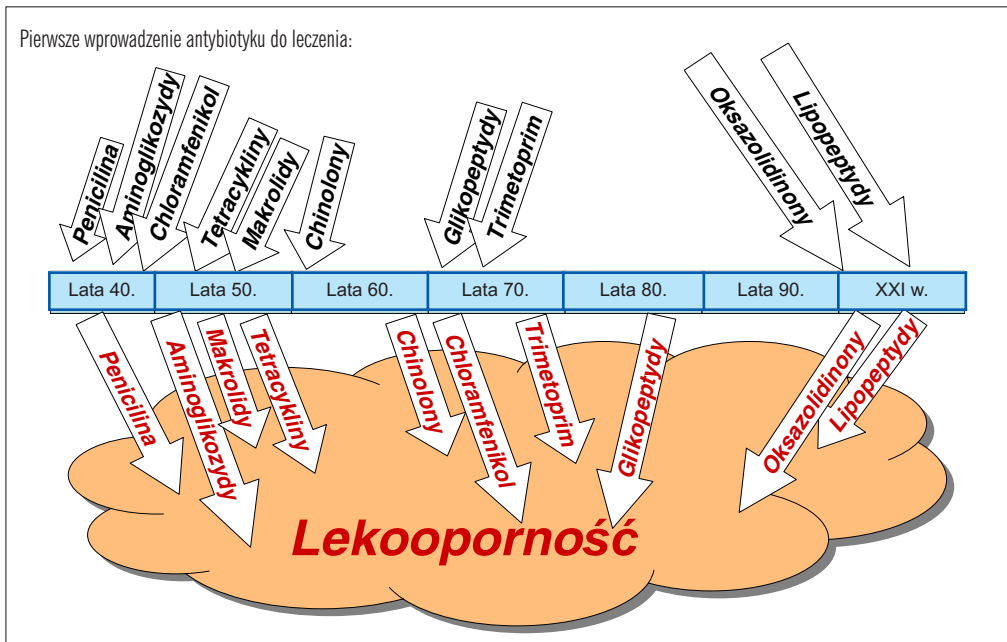 Pierwsze wprowadzenie antybiotyku do leczenia:
Penicilina
Aminoglikozydy
Chloramfenikol
Tetracykliny
Makrolidy
Chinolony
Glikopeptydy
Trimetoprim
Oksazolidinony
Lipopeptydy
Lata 40.
Lata 50.
Lata 60.
Lata 70.
Lata 80.
Lata 90.
XXI w.
Penicilina
Aminoglikozydy
Makrolidy
Tetracykliny
Chinolony
Chloramfenikol
Trimetoprim
Glikopeptydy
Oksazolidinony
Lipopeptydy
Lekooporność